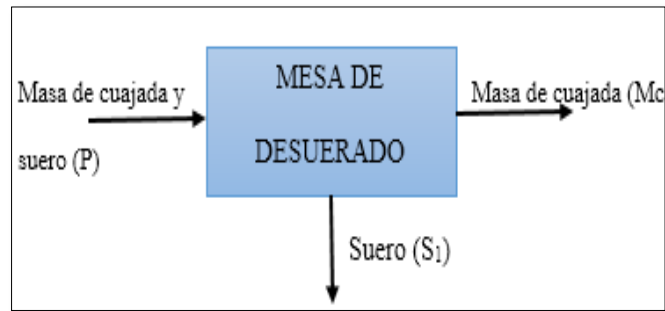 Masa de cuajada y
suero (P)
MESA DE
DESUERADO
Masa de cuajada (Mc
Suero (S₁)